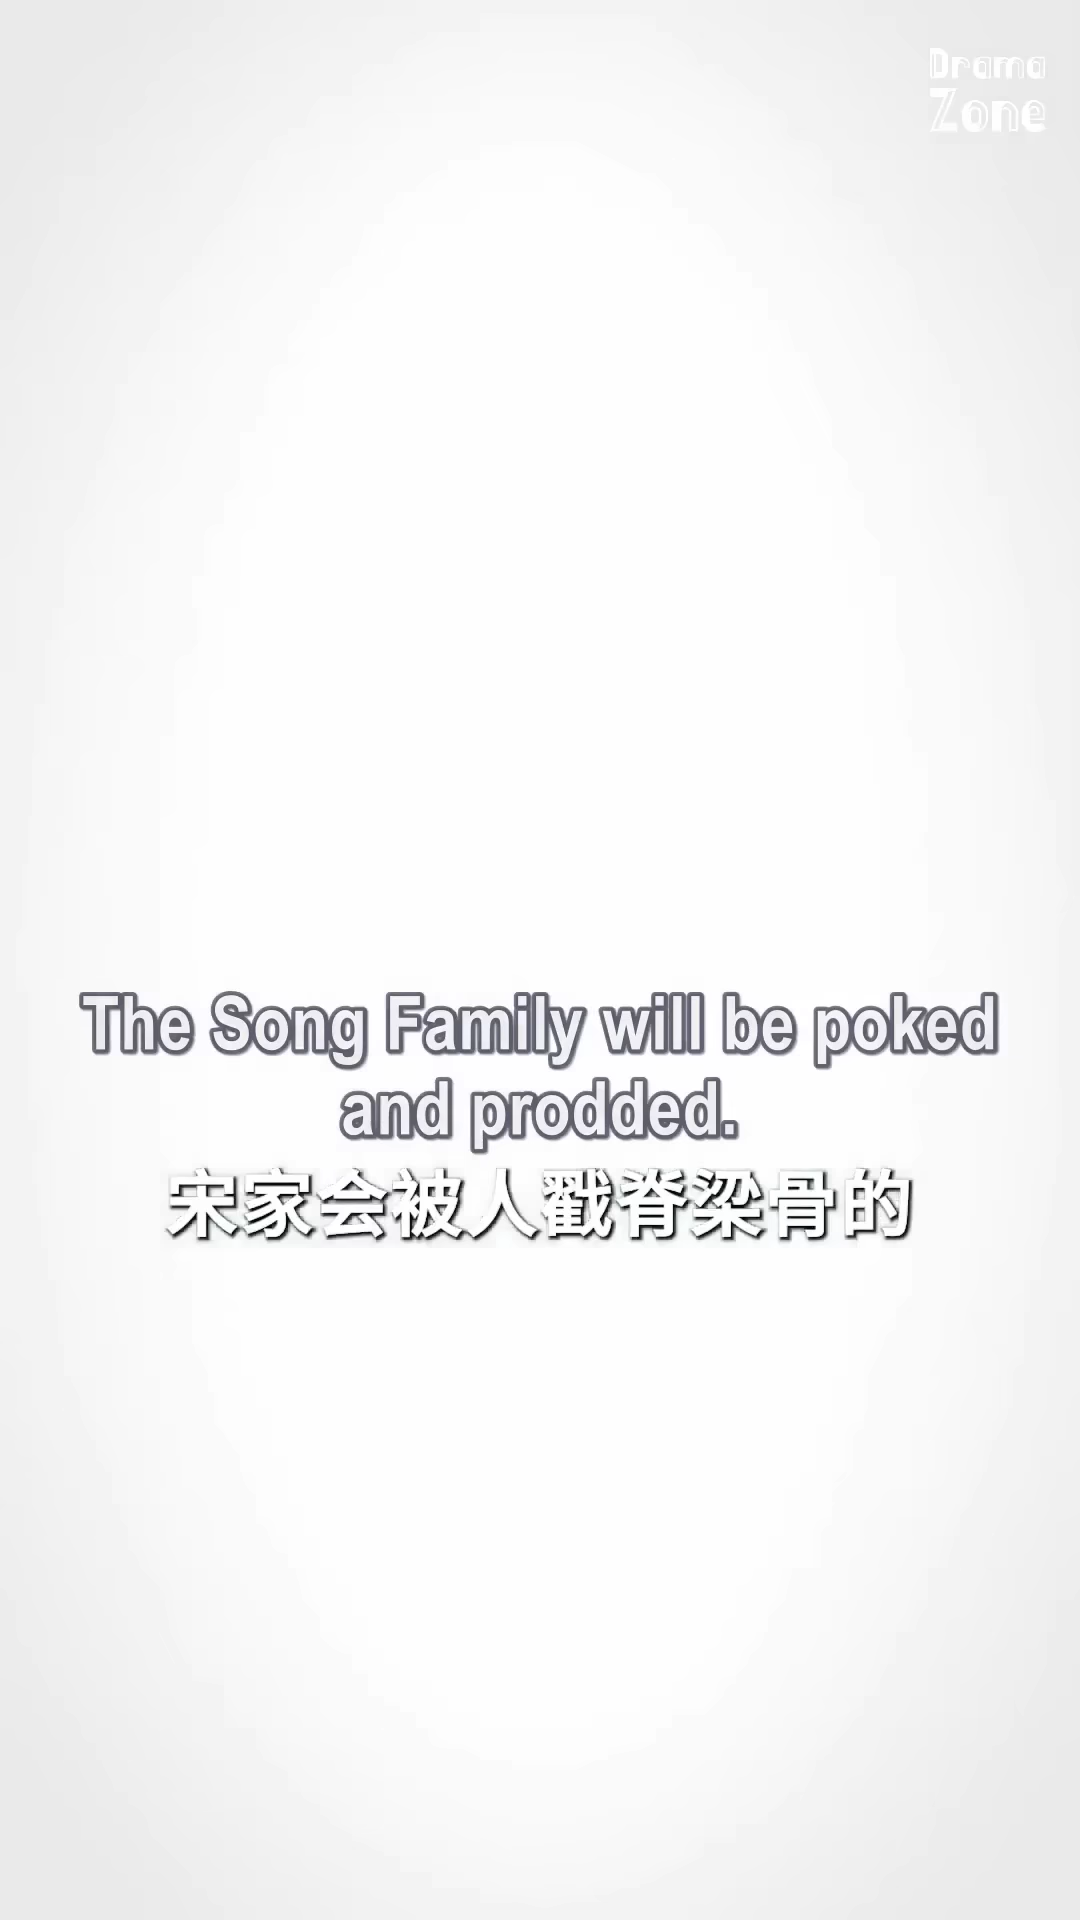 Drama
Zone
The Song Family will be poked
and prodded.
宋家会被人戳脊梁骨的